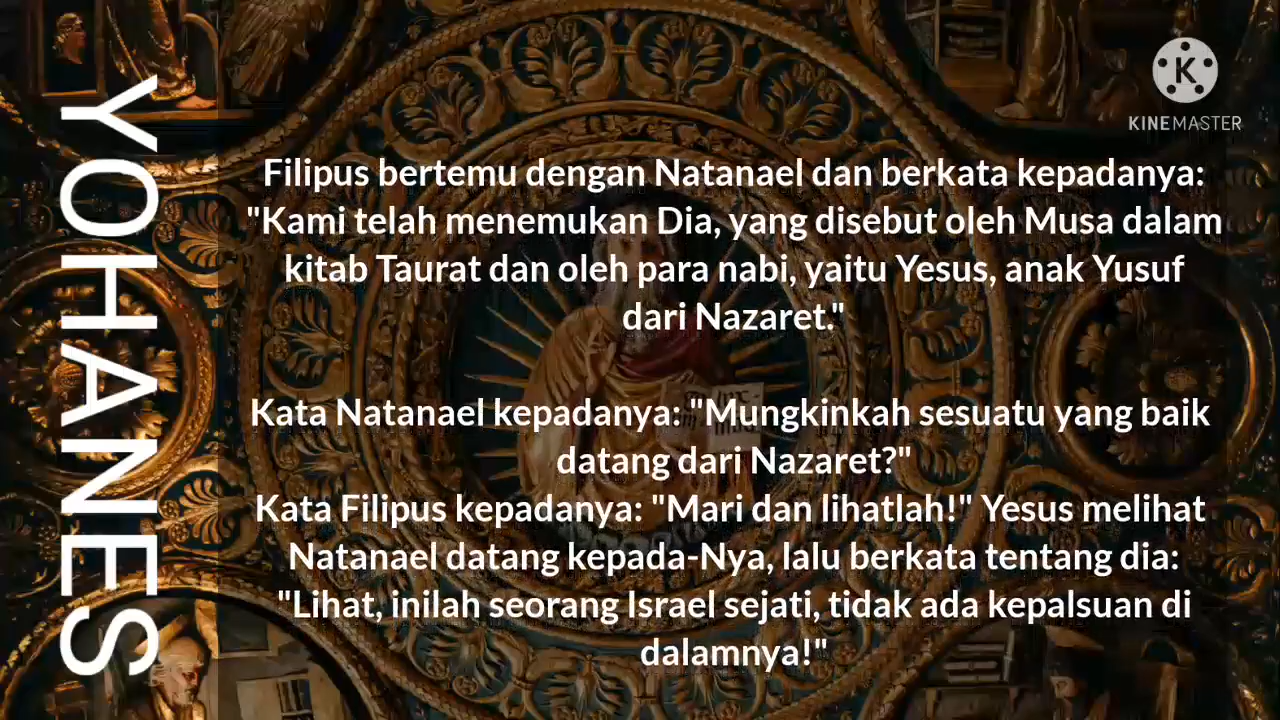 YOHANES
KINEMASTER
Filipus bertemu dengan Natanael dan berkata kepadanya:
"Kami telah menemukan Dia, yang disebut oleh Musa dalam
kitab Taurat dan oleh para nabi, yaitu Yesus, anak Yusuf
dari Nazaret."
Kata Natanael kepadanya: "Mungkinkah sesuatu yang baik
datang dari Nazaret?"
Kata Filipus kepadanya: "Mari dan lihatlah!" Yesus melihat
Natanael datang kepada-Nya, lalu berkata tentang dia:
"Lihat, inilah seorang Israel sejati, tidak ada kepalsuan di
dalamnya!"